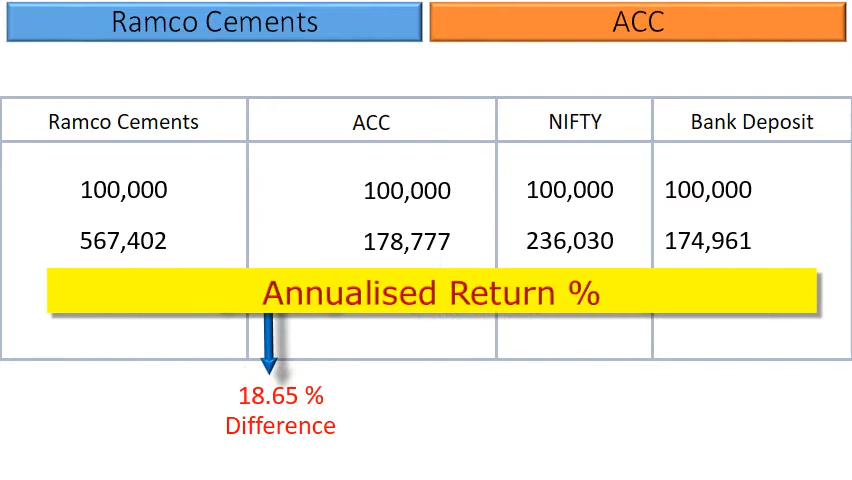 Ramco Cements ACC
Ramco Cements ACC NIFTY Bank Deposit
100,000 100,000 100,000 100,000
567,402 178,777 236,030 174,961
Annualised Return %
18.65 %
Difference